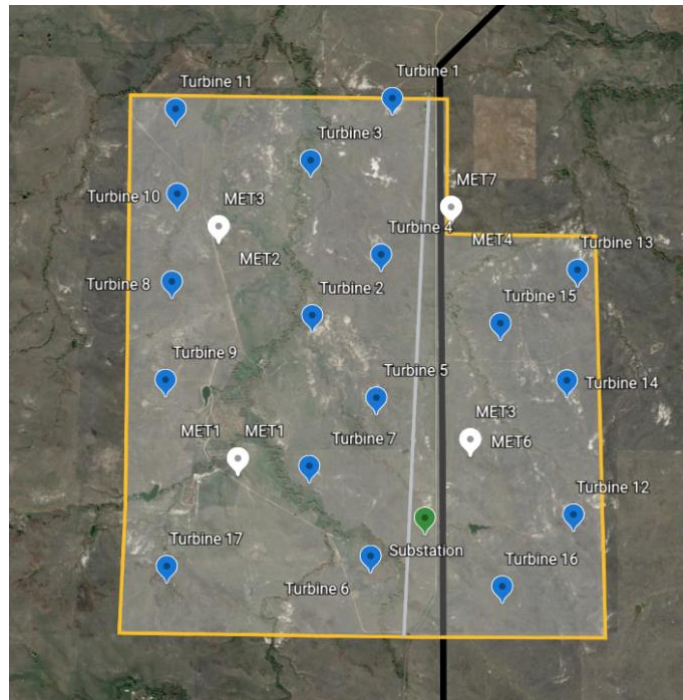 Turbine 11
Turbine 1
Turbine 3
Turbine 10
MET3
MET7
Turbine 4
MET4
MET2
Turbine 13
Turbine 8
Turbine 2
Turbine 15
Turbine 9
Turbine 5
Turbine 14
MET3
MET1
MET1
Turbine 7
MET6
Turbine 12
Turbine 17
Substation
Turbine 6
Turbine 16